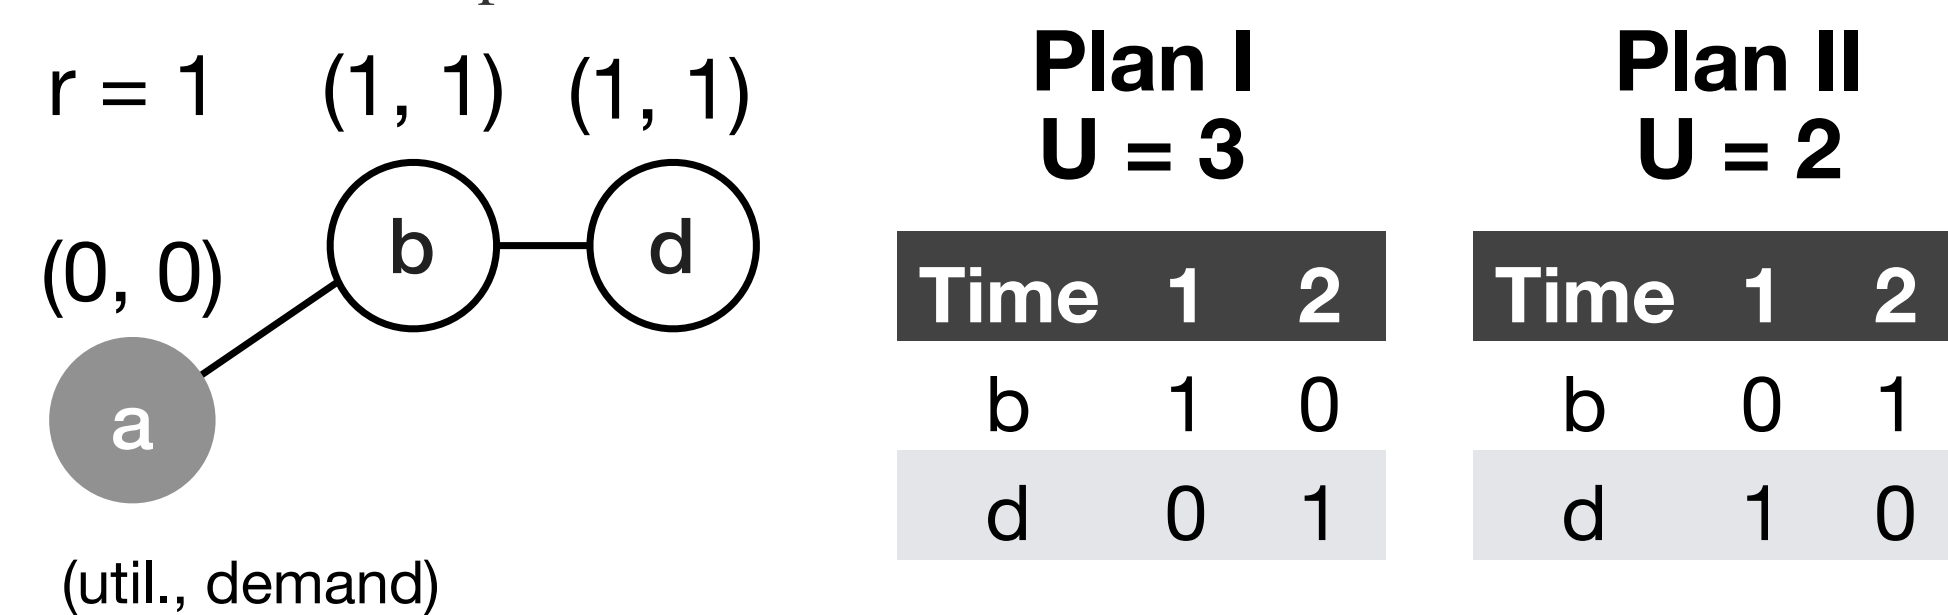 r = 1 (1, 1) (1, 1)
(0, 0)
b d
a
(util., demand)
Plan I
U = 3
Time 1 2
b 1 0
d 0 1
Plan II
U = 2
Time 1 2
b 0 1
d 1 0